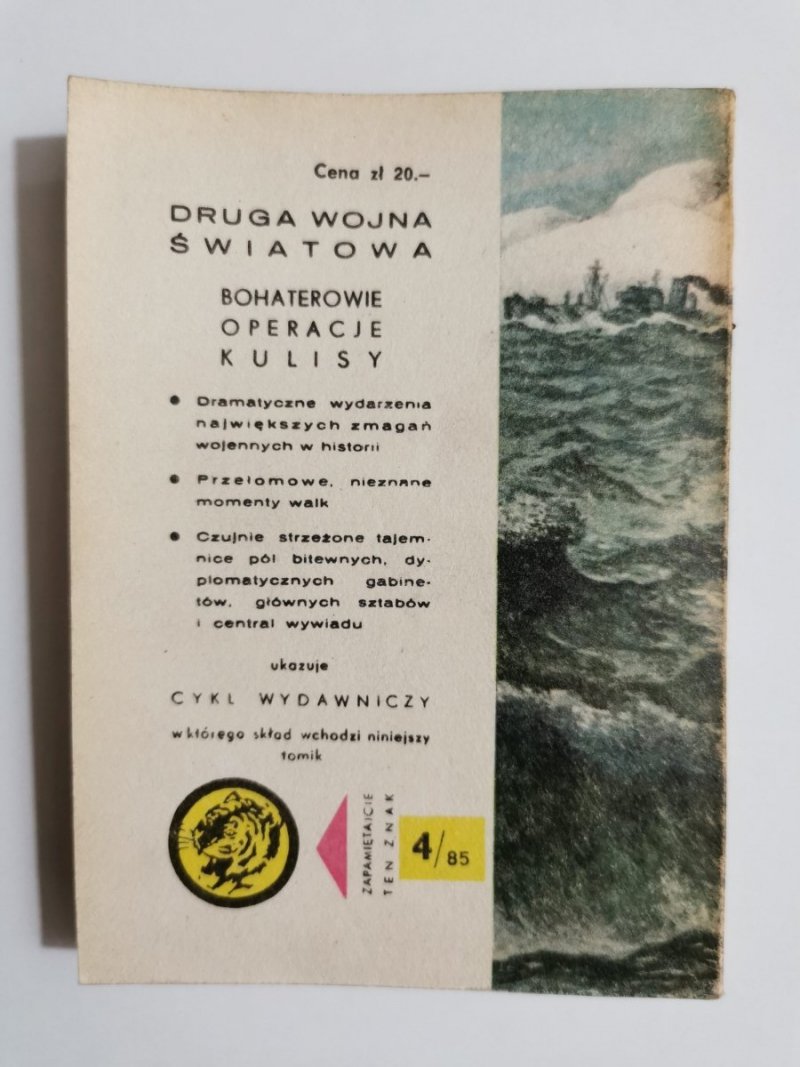 Cena zł 20.–
DRUGA WOJNA
ŚWIATOWA
BOHATEROWIE
OPERACJE
KULISY
• Dramatyczne wydarzenia
największych zmagań
wojennych w historii
• Przełomowe, nieznane
momenty walk
• Czujnie strzeżone tajem-
nice pól bitewnych, dy-
plomatycznych gabine-
tów, głównych sztabów
i central wywiadu
ukazuje
CYKL WYDAWNICZY
w którego skład wchodzi niniejszy
tomik
ZAPAMIĘTAJCIE
TEN ZNAK
4/85